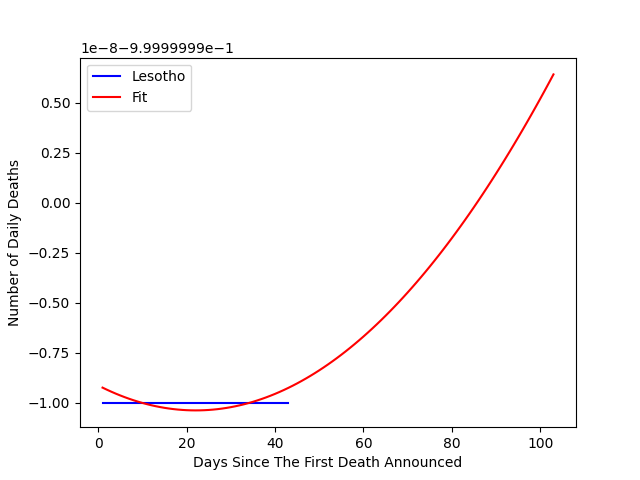 1e−8−9.9999999e−1
Lesotho
Fit
0.50
0.25
0.00
−0.25
−0.50
−0.75
−1.00
Number of Daily Deaths
0 20 40 60 80 100
Days Since The First Death Announced